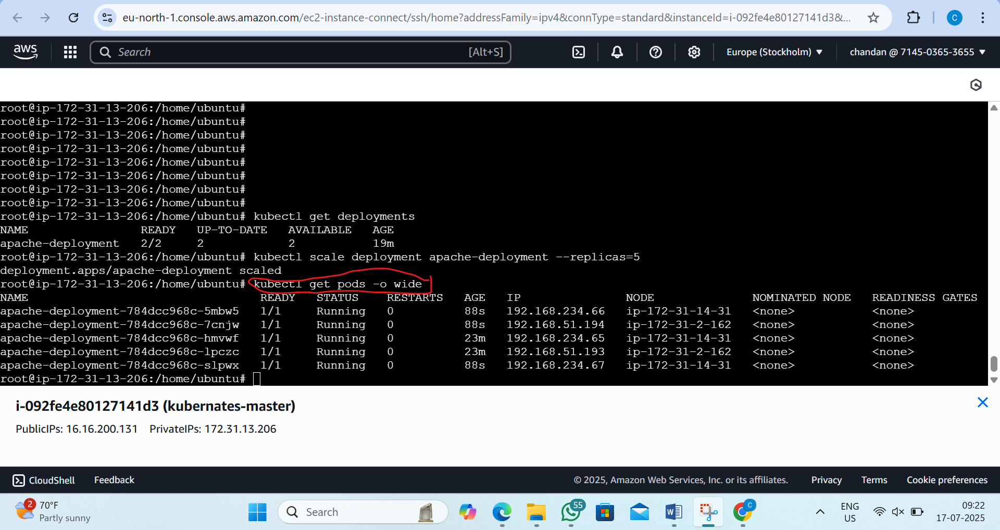 eu-north-1.console.aws.amazon.com/ec2-instance-connect/ssh/home?addressFamily=ipv4&connType=standard&instanceId=i-092fe4e80127141d3&...
C
aws
Search [Alt+S]
Europe (Stockholm) ▼
chandan @ 7145-0365-3655 ▼
root@ip-172-31-13-206:/home/ubuntu#
root@ip-172-31-13-206:/home/ubuntu#
root@ip-172-31-13-206:/home/ubuntu#
root@ip-172-31-13-206:/home/ubuntu#
root@ip-172-31-13-206:/home/ubuntu#
root@ip-172-31-13-206:/home/ubuntu#
root@ip-172-31-13-206:/home/ubuntu#
root@ip-172-31-13-206:/home/ubuntu#
root@ip-172-31-13-206:/home/ubuntu# kubectl get deployments
NAME READY UP-TO-DATE AVAILABLE AGE
apache-deployment 2/2 2 2 19m
root@ip-172-31-13-206:/home/ubuntu# kubectl scale deployment apache-deployment --replicas=5
deployment.apps/apache-deployment scaled
root@ip-172-31-13-206:/home/ubuntu# kubectl get pods -o wide
NAME READY STATUS RESTARTS AGE IP NODE NOMINATED NODE READINESS GATES
apache-deployment-784dcc968c-5mbw5 1/1 Running 0 88s 192.168.234.66 ip-172-31-14-31 <none> <none>
apache-deployment-784dcc968c-7cnjw 1/1 Running 0 88s 192.168.51.194 ip-172-31-2-162 <none> <none>
apache-deployment-784dcc968c-hmvwf 1/1 Running 0 23m 192.168.234.65 ip-172-31-14-31 <none> <none>
apache-deployment-784dcc968c-lpczc 1/1 Running 0 23m 192.168.51.193 ip-172-31-2-162 <none> <none>
apache-deployment-784dcc968c-slpwx 1/1 Running 0 88s 192.168.234.67 ip-172-31-14-31 <none> <none>
root@ip-172-31-13-206:/home/ubuntu#
i-092fe4e80127141d3 (kubernates-master)
PublicIPs: 16.16.200.131 PrivateIPs: 172.31.13.206
CloudShell Feedback © 2025, Amazon Web Services, Inc. or its affiliates. Privacy Terms Cookie preferences
2
70°F
Partly sunny
Search
55
W
C
ENG
US
09:22
17-07-2025